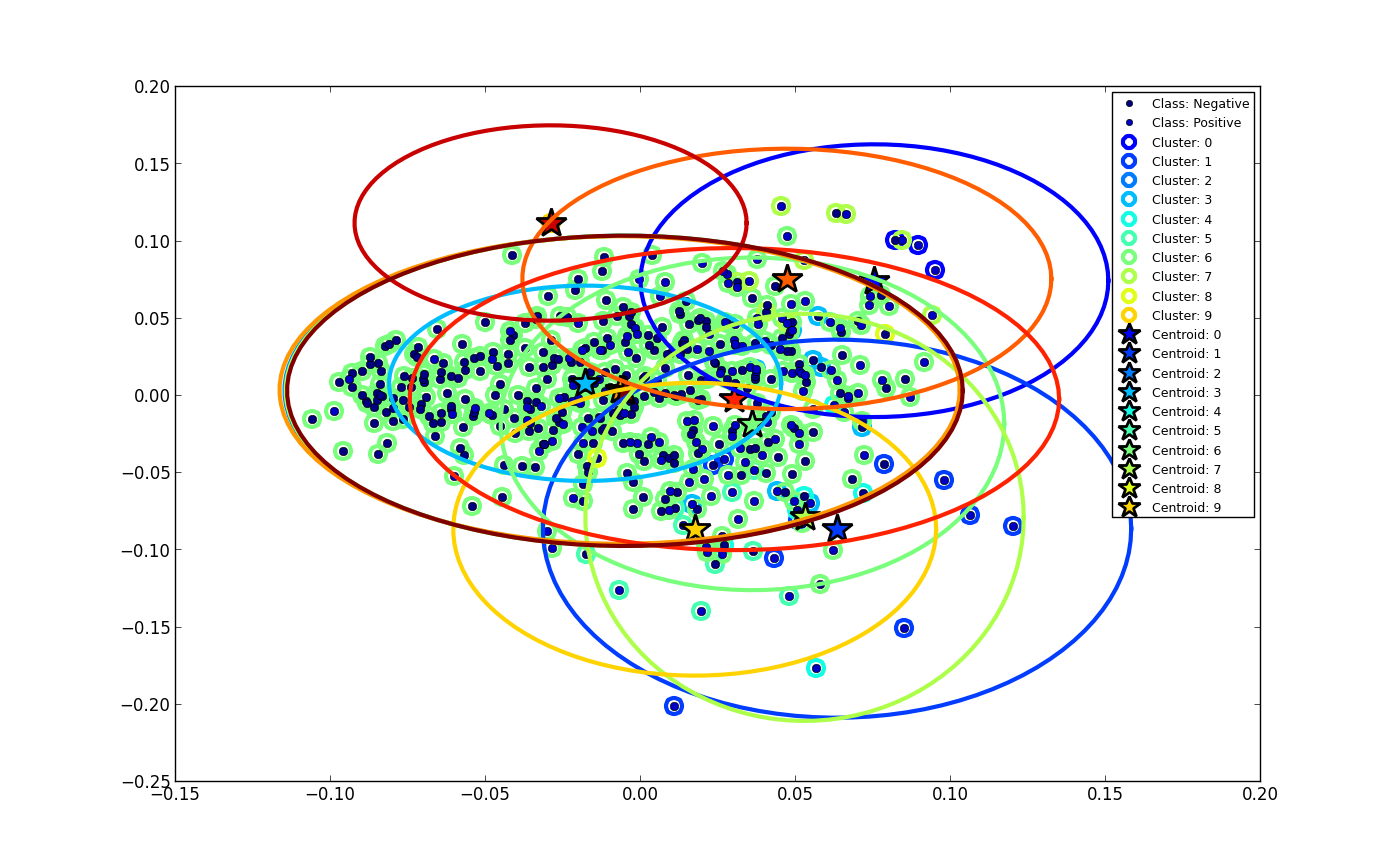 0.20
0.15
0.10
0.05
0.00
−0.05
−0.10
−0.15
−0.20
−0.25
−0.15
−0.10
−0.05
0.00
0.05
0.10
0.15
0.20
Class: Negative
Class: Positive
Cluster: 0
Cluster: 1
Cluster: 2
Cluster: 3
Cluster: 4
Cluster: 5
Cluster: 6
Cluster: 7
Cluster: 8
Cluster: 9
Centroid: 0
Centroid: 1
Centroid: 2
Centroid: 3
Centroid: 4
Centroid: 5
Centroid: 6
Centroid: 7
Centroid: 8
Centroid: 9